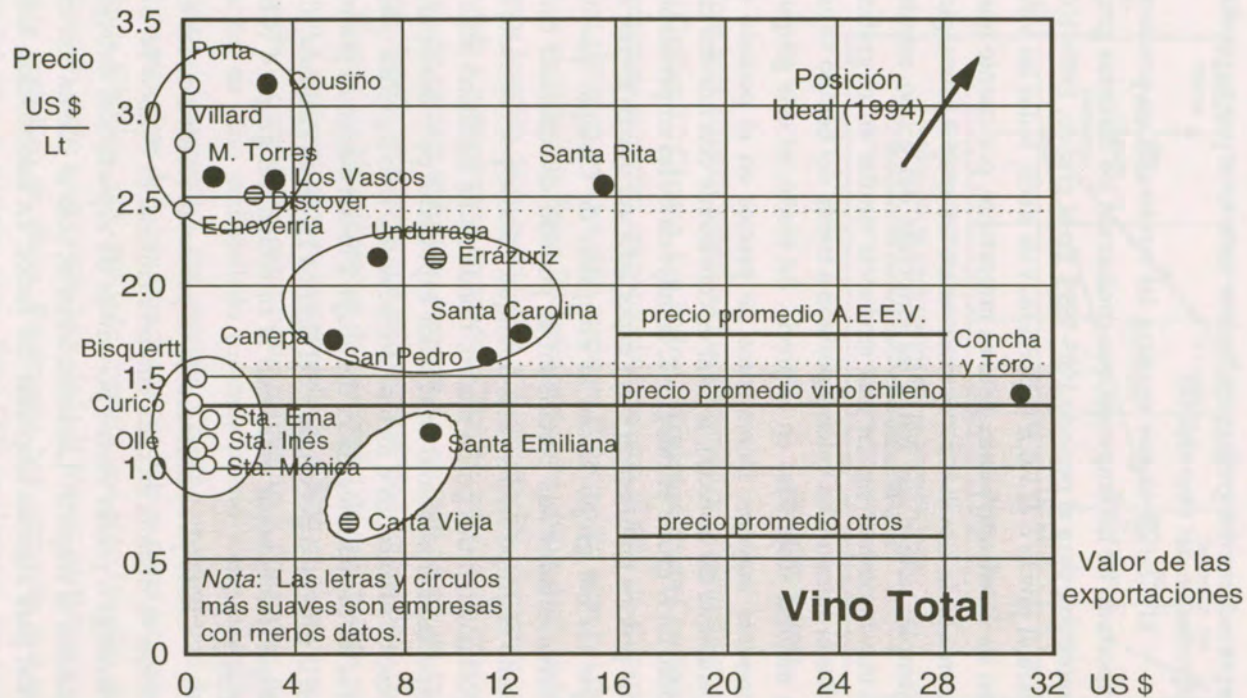 3.5
Precio
US $
Lt
3.0
2.5
2.0
1.5
1.0
0.5
0
Porta
Cousiño
Villard
M. Torres
Los Vascos
Discover
Echeverría
Posición
Ideal (1994)
Santa Rita
Undurraga
Errázuriz
Santa Carolina
Canepa
San Pedro
precio promedio A.E.E.V.
Concha
y Toro
Bisquertt
precio promedio vino chileno
Curicó
Sta. Ema
Ollé
Sta. Inés
Sta. Mónica
Santa Emiliana
Carta Vieja
precio promedio otros
Nota: Las letras y círculos
más suaves son empresas
con menos datos.
Vino Total
Valor de las
exportaciones
0 4 8 12 16 20 24 28 32 US $